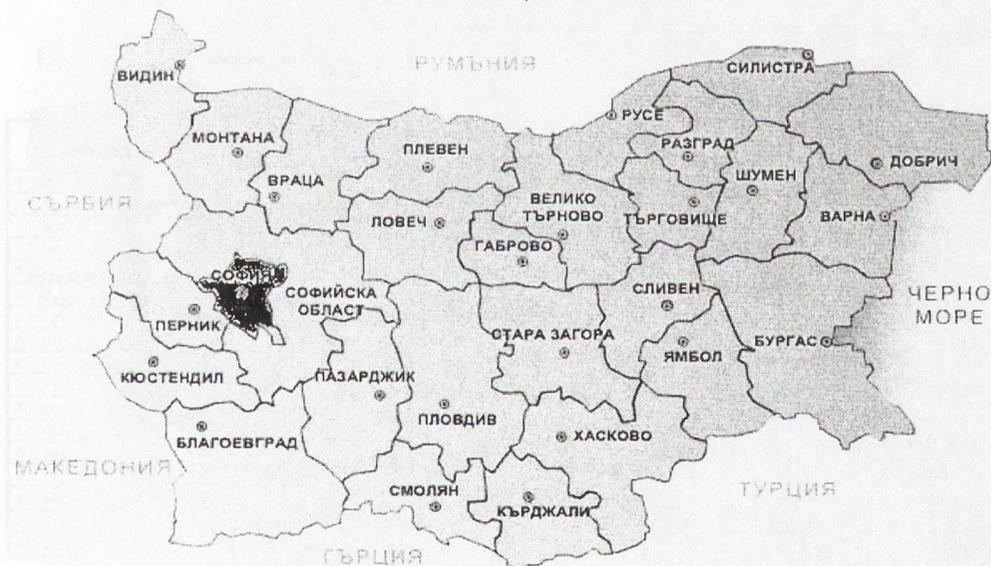 РУМЪНИЯ
СИЛИСТРА
ВИДИН
РУСЕ
МОНТАНА
ПЛЕВЕН
РАЗГРАД
ДОБРИЧ
ВРАЦА
ШУМЕН
СЪРБИЯ
ЛОВЕЧ
ВЕЛИКО
ТЪРНОВО
ТЪРГОВИЩЕ
ВАРНА
ГАБРОВО
СОФИЯ
СОФИЙСКА
ОБЛАСТ
СЛИВЕН
ЧЕРНО
МОРЕ
ПЕРНИК
СТАРА ЗАГОРА
ЯМБОЛ
БУРГАС
КЮСТЕНДИЛ
ПАЗАРДЖИК
ПЛОВДИВ
ХАСКОВО
БЛАГОЕВГРАД
МАКЕДОНИЯ
СМОЛЯН
КЪРДЖАЛИ
ТУРЦИЯ
ГЪРЦИЯ